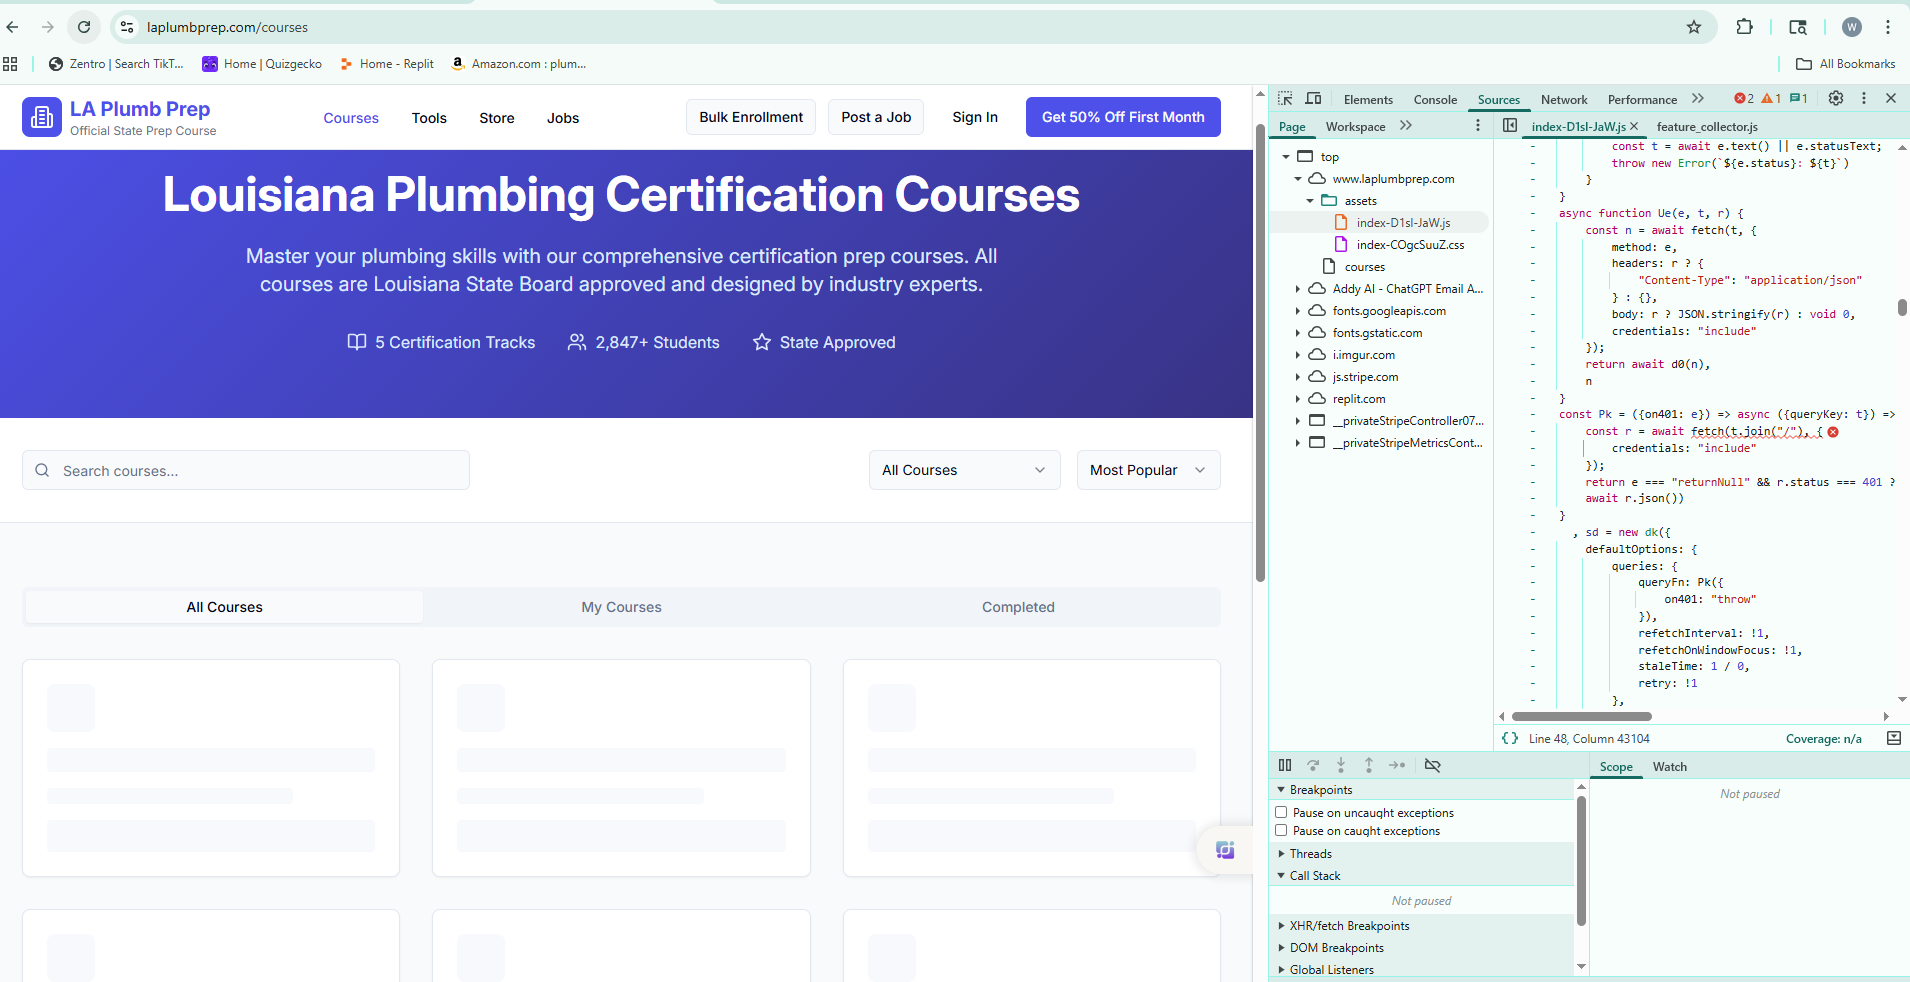 laplumbprep.com/courses
W
Zentro | Search TikT...
Home | Quizgecko
Home - Replit
Amazon.com : plum...
All Bookmarks
LA Plumb Prep
Official State Prep Course
Courses
Tools
Store
Jobs
Bulk Enrollment
Post a Job
Sign In
Get 50% Off First Month
Louisiana Plumbing Certification Courses
Master your plumbing skills with our comprehensive certification prep courses. All
courses are Louisiana State Board approved and designed by industry experts.
5 Certification Tracks
2,847+ Students
State Approved
Search courses...
All Courses
Most Popular
All Courses
My Courses
Completed
Elements
Console
Sources
Network
Performance
2
1
1
Page
Workspace
index-D1sl-JaW.js
feature_collector.js
top
www.laplumbprep.com
assets
index-D1sl-JaW.js
index-COgcSuuZ.css
courses
Addy AI - ChatGPT Email A...
fonts.googleapis.com
fonts.gstatic.com
i.imgur.com
js.stripe.com
replit.com
__privateStripeController07...
__privateStripeMetricsCont...
const t = await e.text() || e.statusText;
throw new Error(`${e.status}: ${t}`)
}
}
async function Ue(e, t, r) {
const n = await fetch(t, {
method: e,
headers: r ? {
"Content-Type": "application/json"
} : {},
body: r ? JSON.stringify(r) : void 0,
credentials: "include"
});
return await d0(n),
n
}
const Pk = ({on401: e}) => async ({queryKey: t}) =>
const r = await fetch(t.join("/"), {
credentials: "include"
});
return e === "returnNull" && r.status === 401 ?
await r.json())
}
, sd = new dk({
defaultOptions: {
queries: {
queryFn: Pk({
on401: "throw"
}),
refetchInterval: !1,
refetchOnWindowFocus: !1,
staleTime: 1 / 0,
retry: !1
},
{} Line 48, Column 43104
Coverage: n/a
Breakpoints
Pause on uncaught exceptions
Pause on caught exceptions
Threads
Call Stack
Not paused
XHR/fetch Breakpoints
DOM Breakpoints
Global Listeners
Scope
Watch
Not paused